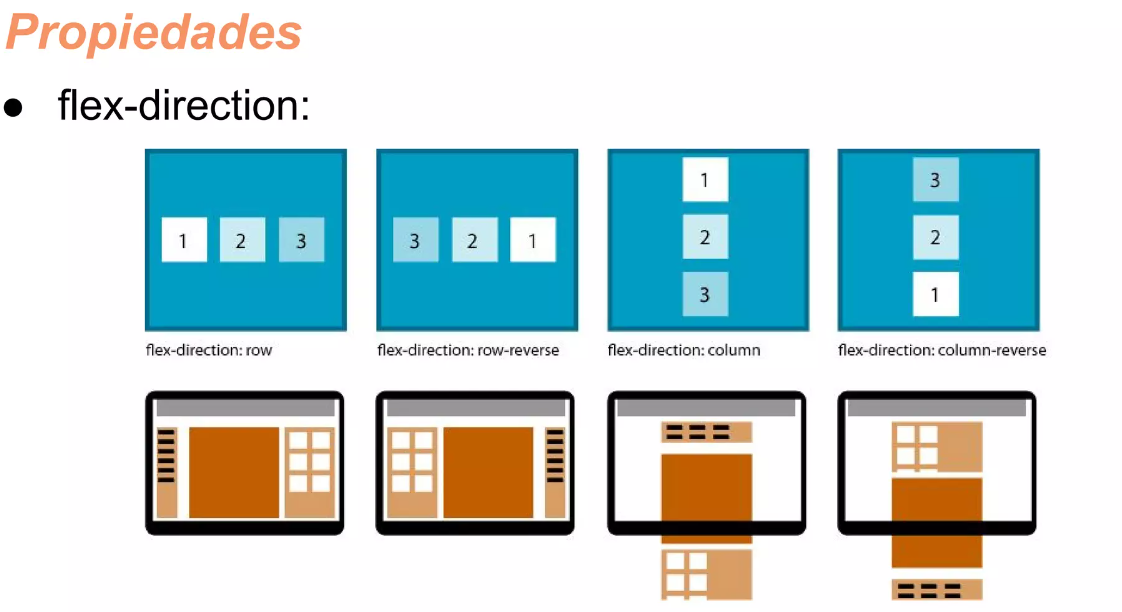 Propiedades
● flex-direction:
1 2 3
3 2 1
1
2
3
3
2
1
flex-direction: row
flex-direction: row-reverse
flex-direction: column
flex-direction: column-reverse